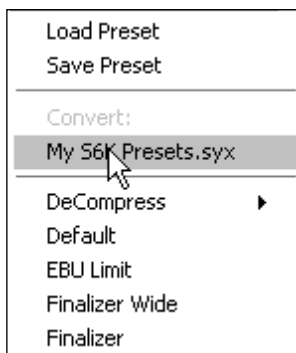 Load Preset
Save Preset
Convert:
My S6K Presets.syx
DeCompress
Default
EBU Limit
Finalizer Wide
Finalizer